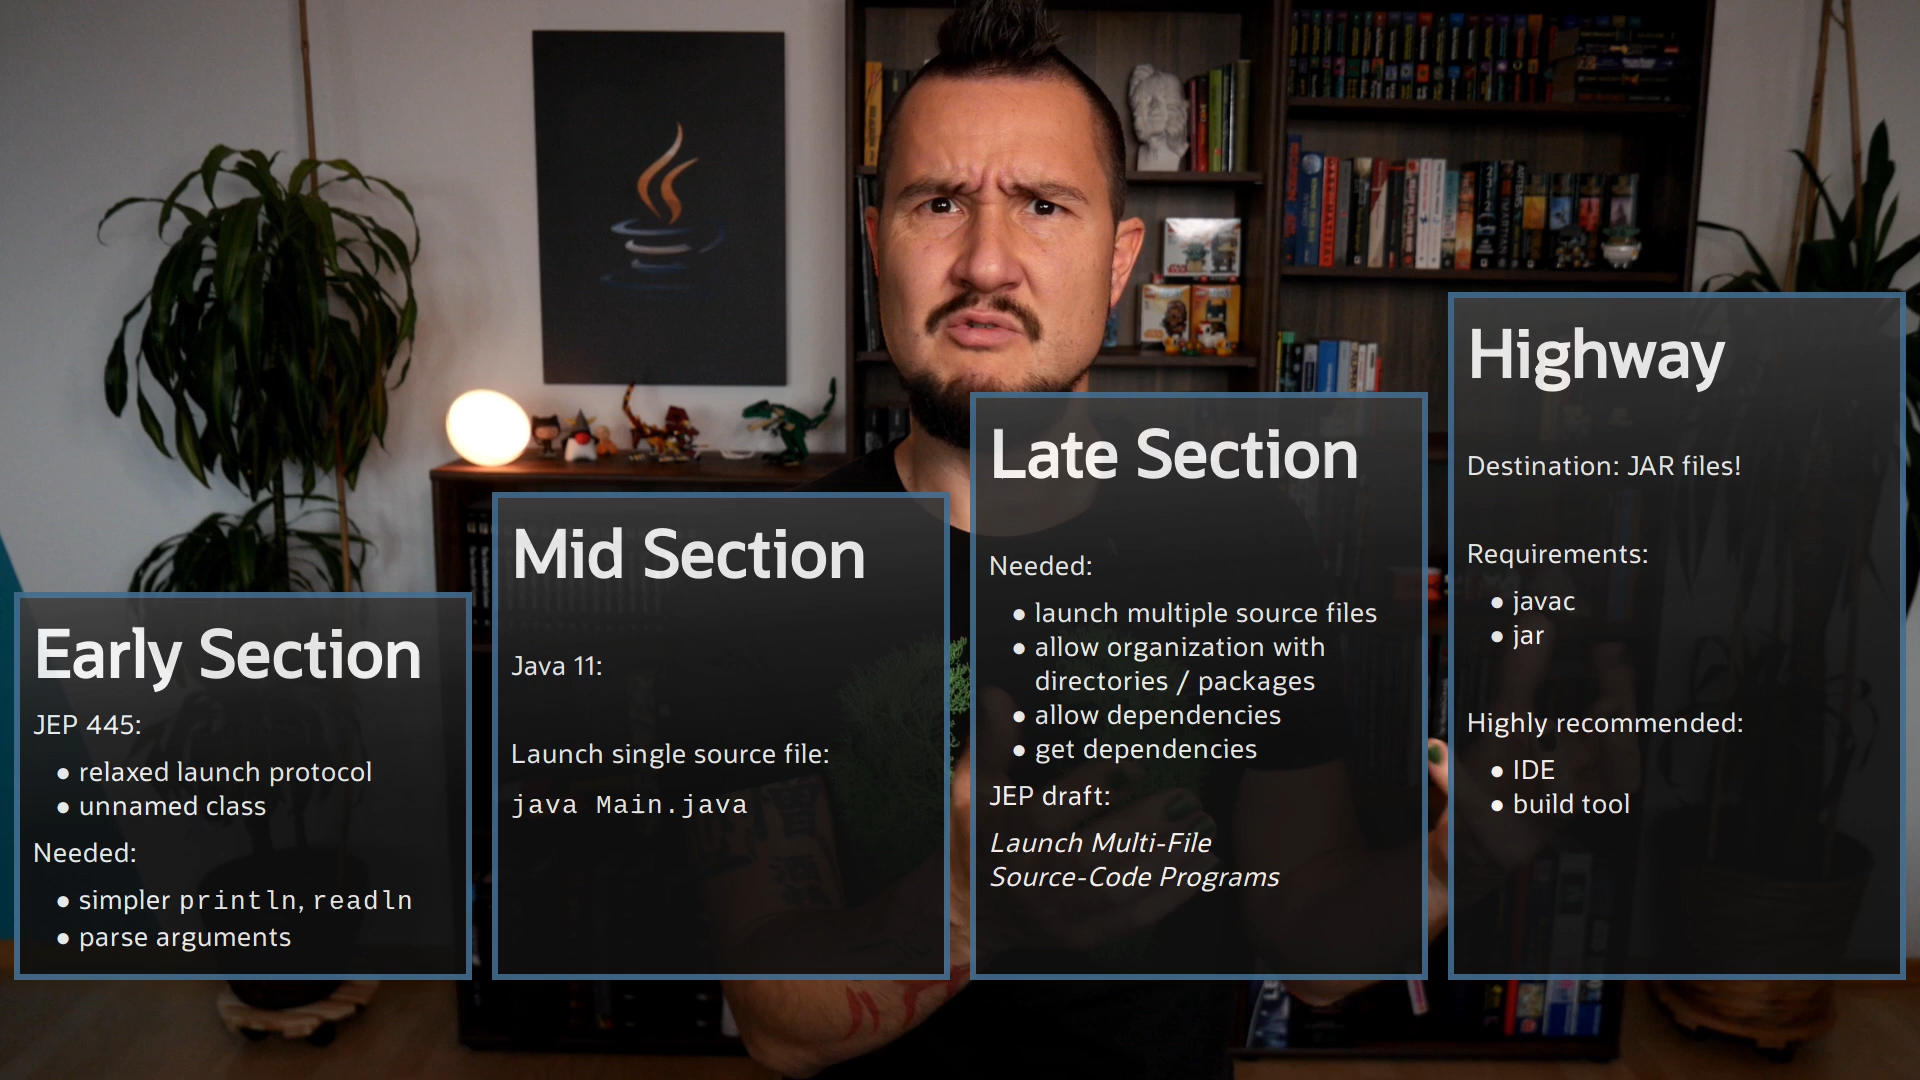 Early Section
JEP 445:
● relaxed launch protocol
● unnamed class
Needed:
● simpler println, readln
● parse arguments
Mid Section
Java 11:
Launch single source file:
java Main.java
Late Section
Needed:
● launch multiple source files
● allow organization with
directories / packages
● allow dependencies
● get dependencies
JEP draft:
Launch Multi-File
Source-Code Programs
Highway
Destination: JAR files!
Requirements:
● javac
● jar
Highly recommended:
● IDE
● build tool